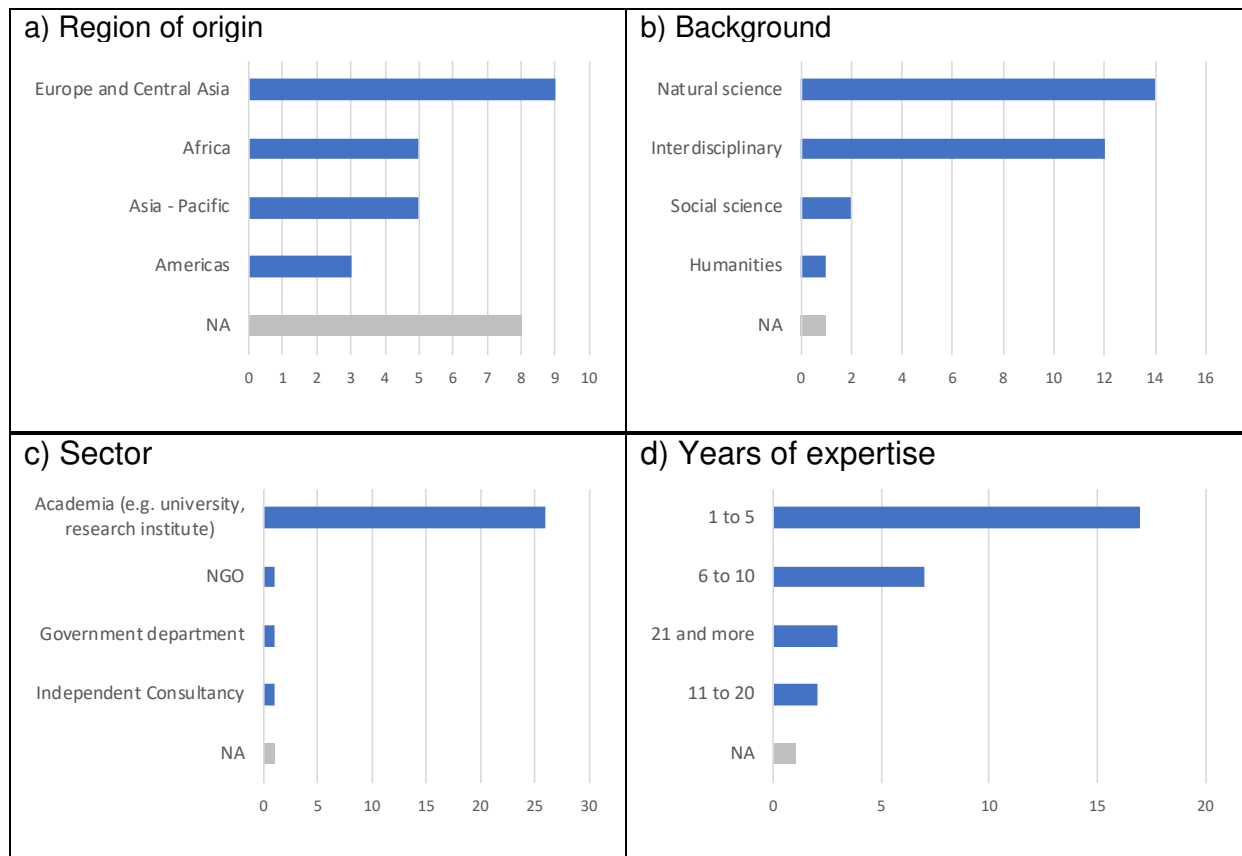 a) Region of origin
Europe and Central Asia
Africa
Asia - Pacific
Americas
NA
0 1 2 3 4 5 6 7 8 9 10
b) Background
Natural science
Interdisciplinary
Social science
Humanities
NA
0 2 4 6 8 10 12 14 16
c) Sector
Academia (e.g. university,
research institute)
NGO
Government department
Independent Consultancy
NA
0 5 10 15 20 25 30
d) Years of expertise
1 to 5
6 to 10
21 and more
11 to 20
NA
0 5 10 15 20